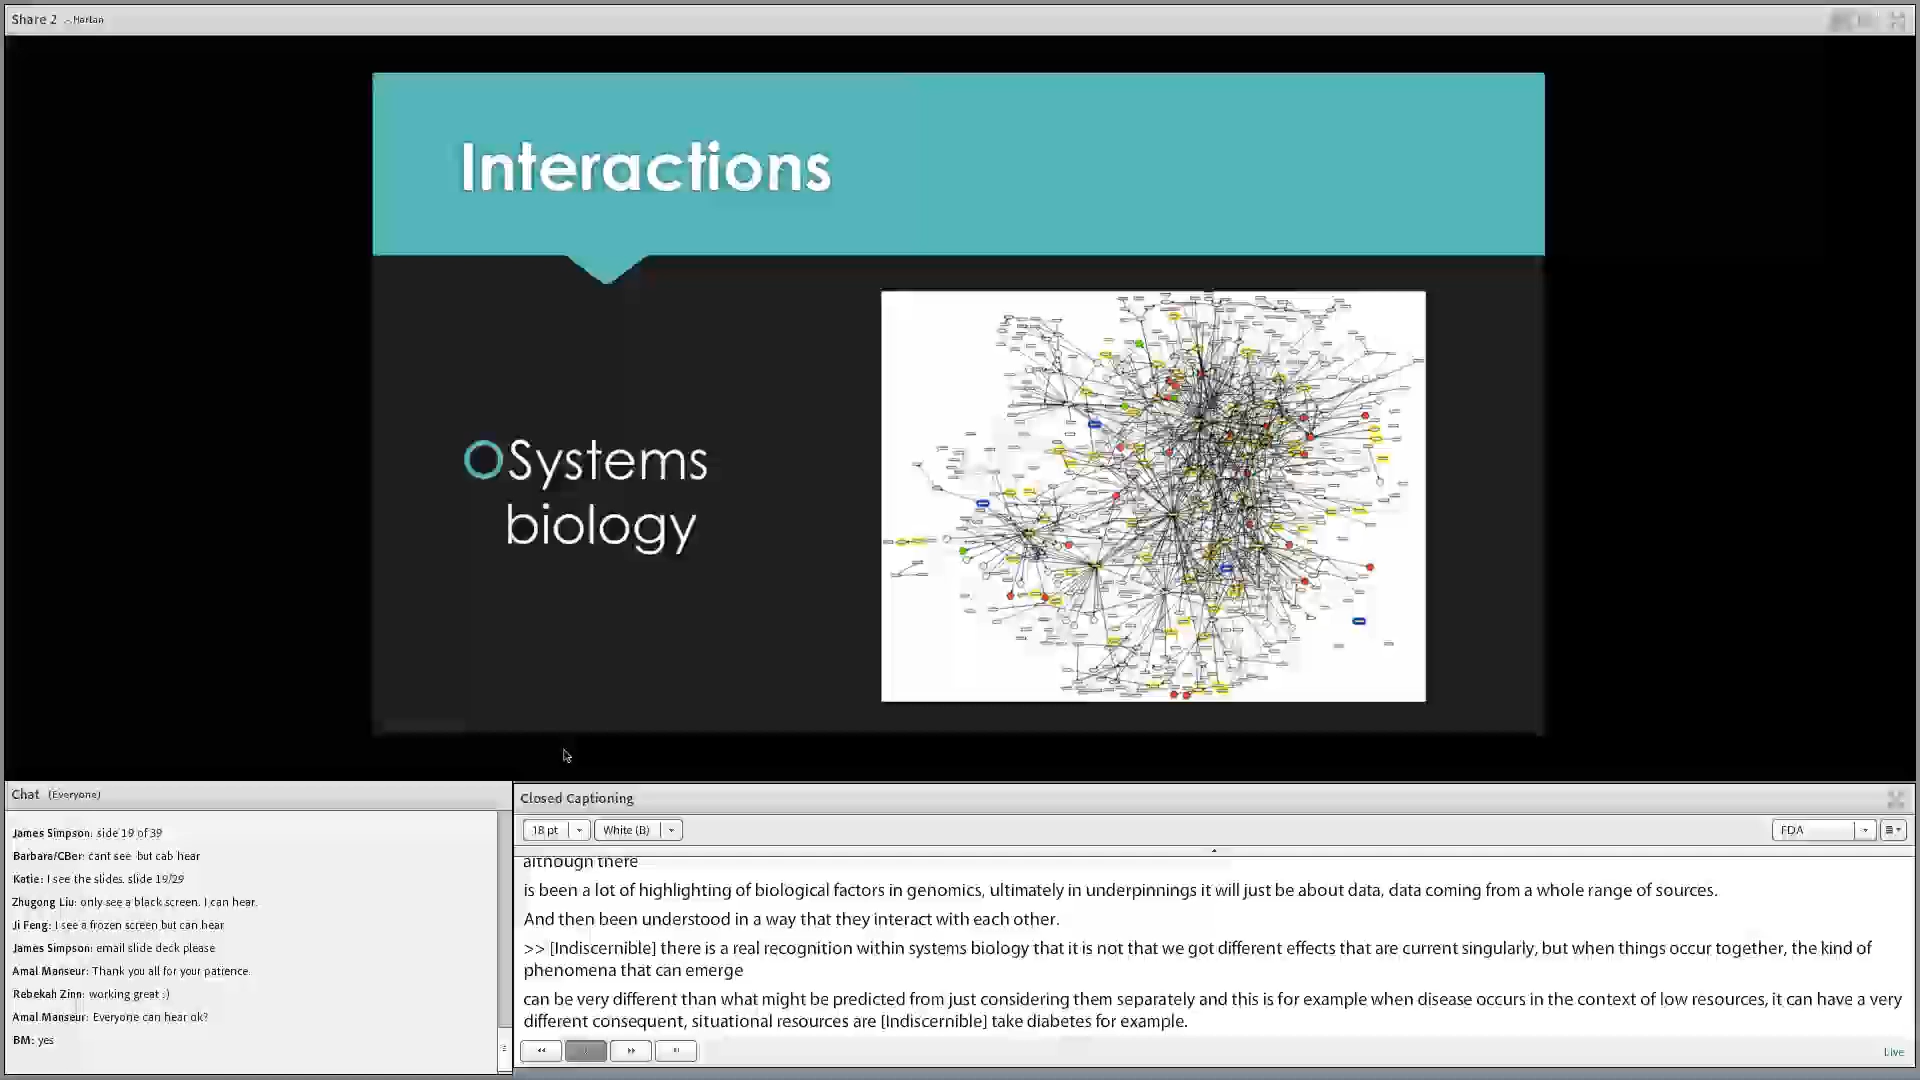 Share 2
Harlan
Interactions
Systems
biology
Chat (Everyone)
James Simpson: side 19 of 39
Barbara/CBer: cant see but cab hear
Katie: I see the slides. slide 19/29
Zhugong Liu: only see a black screen. I can hear.
Ji Feng: I see a frozen screen but can hear
James Simpson: email slide deck please
Amal Manseur: Thank you all for your patience.
Rebekah Zinn: working great :)
Amal Manseur: Everyone can hear ok?
BM: yes
Closed Captioning
18 pt
White (B)
FDA
although there
is been a lot of highlighting of biological factors in genomics, ultimately in underpinnings it will just be about data, data coming from a whole range of sources.
And then been understood in a way that they interact with each other.
>> [Indiscernible] there is a real recognition within systems biology that it is not that we got different effects that are current singularly, but when things occur together, the kind of
phenomena that can emerge
can be very different than what might be predicted from just considering them separately and this is for example when disease occurs in the context of low resources, it can have a very
different consequent, situational resources are [Indiscernible] take diabetes for example.
Live